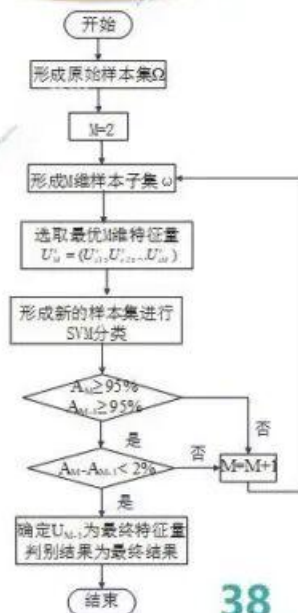 开始
形成原始样本集Ω
M=2
形成M维样本子集ω
选取最优M维特征量
形成新的样本集进行
SVM分类
A_M≥95%
A_{M-1}≥95%
否
是
A_M-A_{M-1}<2%
否
M=M+1
是
确定U_{M-1}为最终特征量
判别结果为最终结果
结束
38